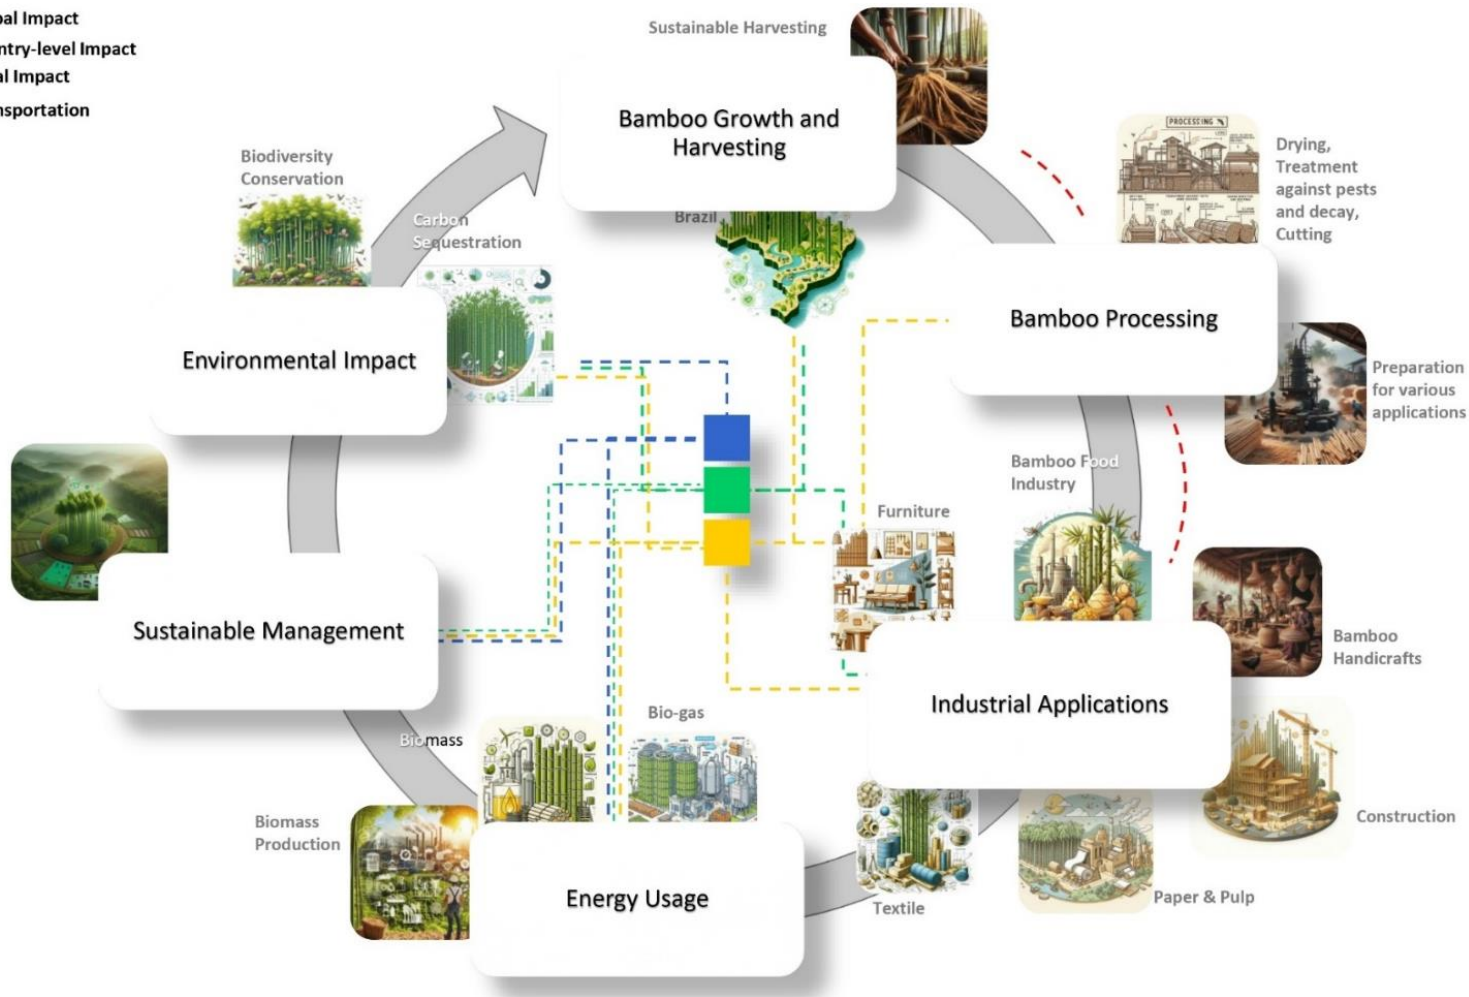 bal Impact
ntry-level Impact
al Impact
nsportation
Sustainable Harvesting
Bamboo Growth and
Harvesting
Brazil
PROCESSING
Drying,
Treatment
against pests
and decay,
Cutting
Bamboo Processing
Preparation
for various
applications
Biodiversity
Conservation
Carbon
Sequestration
Environmental Impact
Bamboo Food
Industry
Furniture
Sustainable Management
Bamboo
Handicrafts
Industrial Applications
Bio-gas
Biomass
Construction
Biomass
Production
Energy Usage
Textile
Paper & Pulp